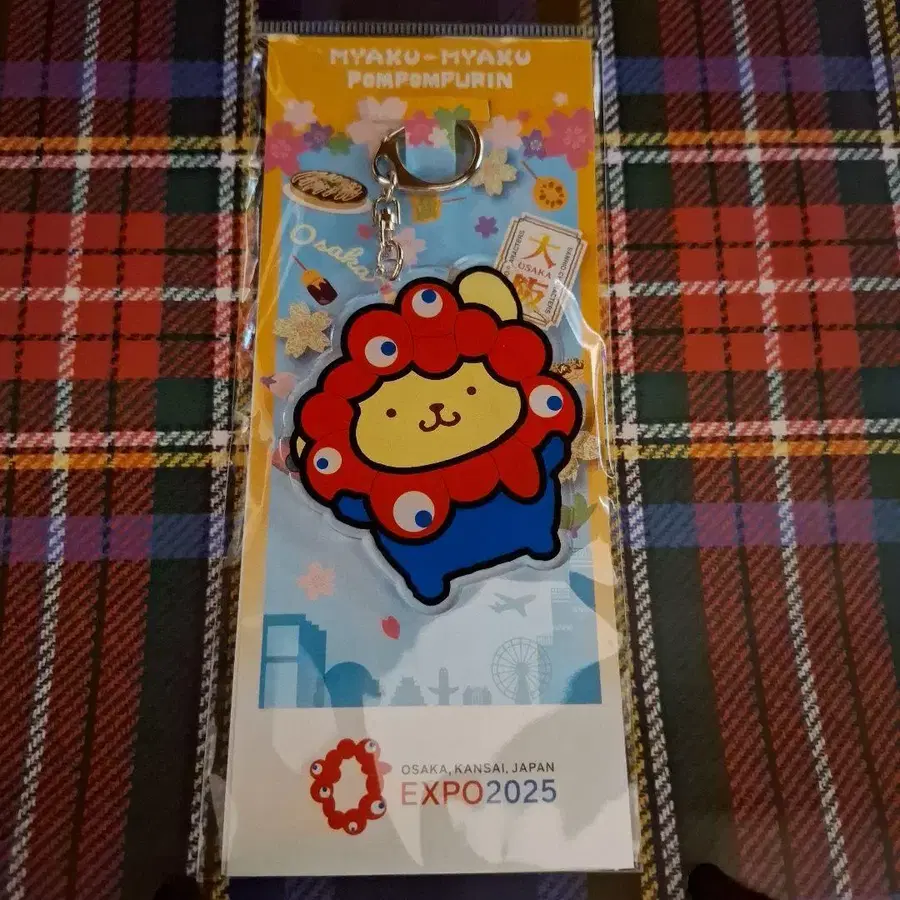 MYAKU-MYAKU
POMPOMPURIN
Osaka
大
OSAKA
阪
OSAKA, KANSAI, JAPAN
EXPO2025